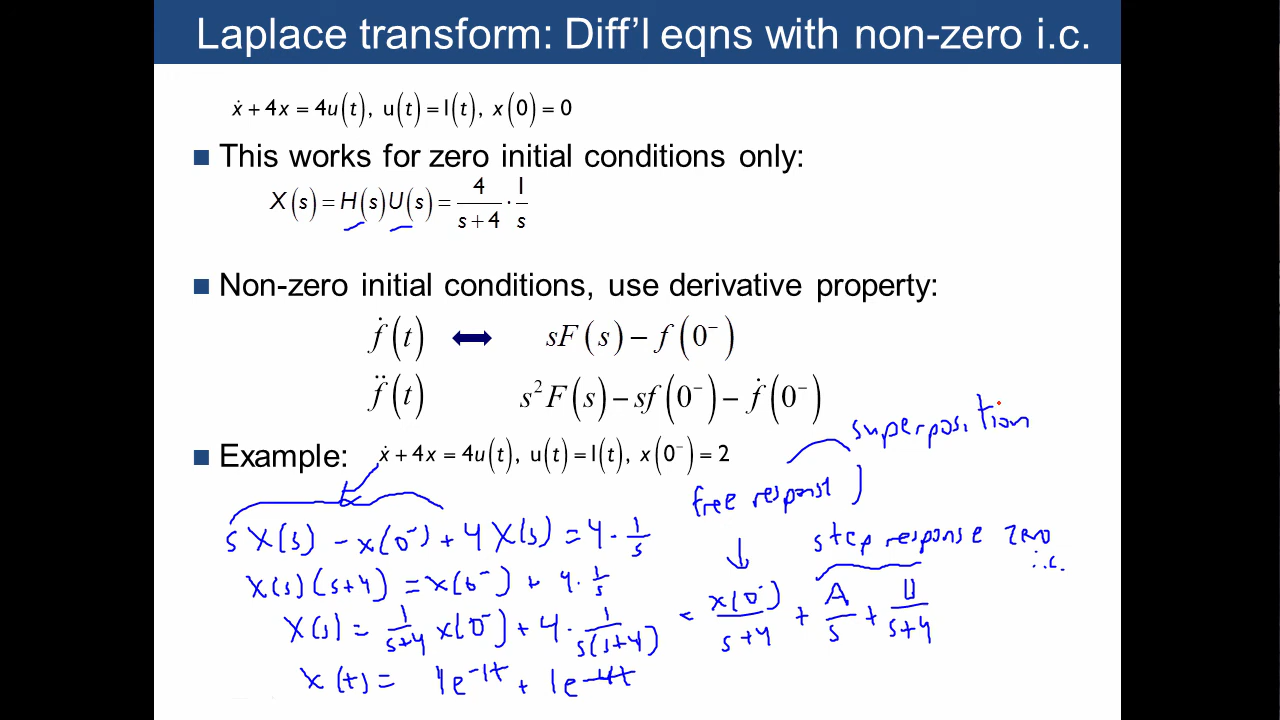 Laplace transform: Diff'l eqns with non-zero i.c.
ẋ + 4x = 4u(t), u(t) = 1(t), x(0) = 0
■ This works for zero initial conditions only:
X(s) = H(s)U(s) = 4/(s+4) · 1/s
■ Non-zero initial conditions, use derivative property:
ḟ(t) ↔ sF(s) − f(0⁻)
f̈(t) s²F(s) − sf(0⁻) − ḟ(0⁻)
superposition
■ Example: ẋ + 4x = 4u(t), u(t) = 1(t), x(0⁻) = 2
free response
s X(s) − x(0⁻) + 4 X(s) = 4 · 1/s
step response zero i.c.
X(s)(s+4) = x(0⁻) + 4 · 1/s
X(s) = 1/(s+4) x(0⁻) + 4 · 1/(s(s+4)) = x(0⁻)/(s+4) + A/s + B/(s+4)
x(t) =